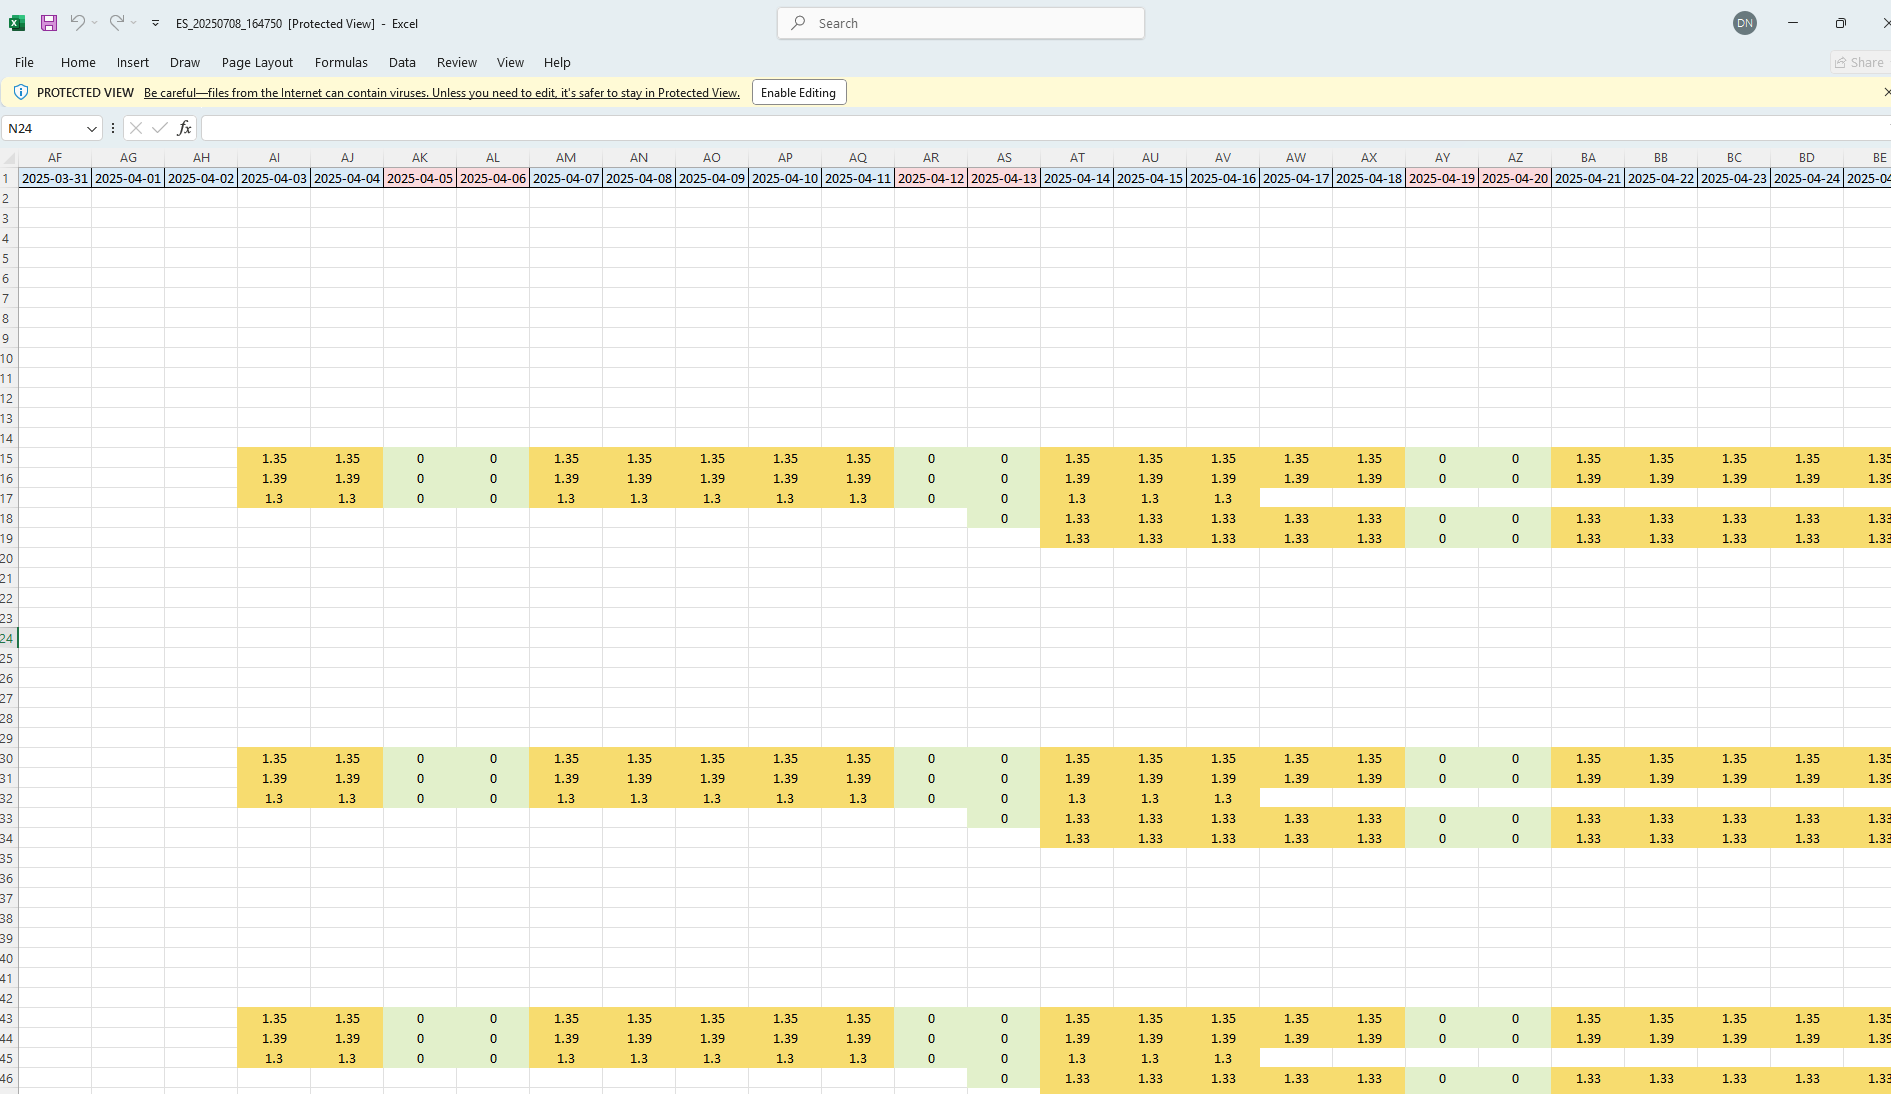 ES_20250708_164750 [Protected View] - Excel
Search
DN
File Home Insert Draw Page Layout Formulas Data Review View Help
Share
PROTECTED VIEW Be careful—files from the Internet can contain viruses. Unless you need to edit, it's safer to stay in Protected View. Enable Editing
N24 fx
AF AG AH AI AJ AK AL AM AN AO AP AQ AR AS AT AU AV AW AX AY AZ BA BB BC BD BE
1 2025-03-31 2025-04-01 2025-04-02 2025-04-03 2025-04-04 2025-04-05 2025-04-06 2025-04-07 2025-04-08 2025-04-09 2025-04-10 2025-04-11 2025-04-12 2025-04-13 2025-04-14 2025-04-15 2025-04-16 2025-04-17 2025-04-18 2025-04-19 2025-04-20 2025-04-21 2025-04-22 2025-04-23 2025-04-24 2025-04
2
3
4
5
6
7
8
9
10
11
12
13
14
15 1.35 1.35 0 0 1.35 1.35 1.35 1.35 1.35 0 0 1.35 1.35 1.35 1.35 1.35 0 0 1.35 1.35 1.35 1.35 1.35
16 1.39 1.39 0 0 1.39 1.39 1.39 1.39 1.39 0 0 1.39 1.39 1.39 1.39 1.39 0 0 1.39 1.39 1.39 1.39 1.39
17 1.3 1.3 0 0 1.3 1.3 1.3 1.3 1.3 0 0 1.3 1.3 1.3
18 0 1.33 1.33 1.33 1.33 1.33 0 0 1.33 1.33 1.33 1.33 1.33
19 1.33 1.33 1.33 1.33 1.33 0 0 1.33 1.33 1.33 1.33 1.33
20
21
22
23
24
25
26
27
28
29
30 1.35 1.35 0 0 1.35 1.35 1.35 1.35 1.35 0 0 1.35 1.35 1.35 1.35 1.35 0 0 1.35 1.35 1.35 1.35 1.35
31 1.39 1.39 0 0 1.39 1.39 1.39 1.39 1.39 0 0 1.39 1.39 1.39 1.39 1.39 0 0 1.39 1.39 1.39 1.39 1.39
32 1.3 1.3 0 0 1.3 1.3 1.3 1.3 1.3 0 0 1.3 1.3 1.3
33 0 1.33 1.33 1.33 1.33 1.33 0 0 1.33 1.33 1.33 1.33 1.33
34 1.33 1.33 1.33 1.33 1.33 0 0 1.33 1.33 1.33 1.33 1.33
35
36
37
38
39
40
41
42
43 1.35 1.35 0 0 1.35 1.35 1.35 1.35 1.35 0 0 1.35 1.35 1.35 1.35 1.35 0 0 1.35 1.35 1.35 1.35 1.35
44 1.39 1.39 0 0 1.39 1.39 1.39 1.39 1.39 0 0 1.39 1.39 1.39 1.39 1.39 0 0 1.39 1.39 1.39 1.39 1.39
45 1.3 1.3 0 0 1.3 1.3 1.3 1.3 1.3 0 0 1.3 1.3 1.3
46 0 1.33 1.33 1.33 1.33 1.33 0 0 1.33 1.33 1.33 1.33 1.33